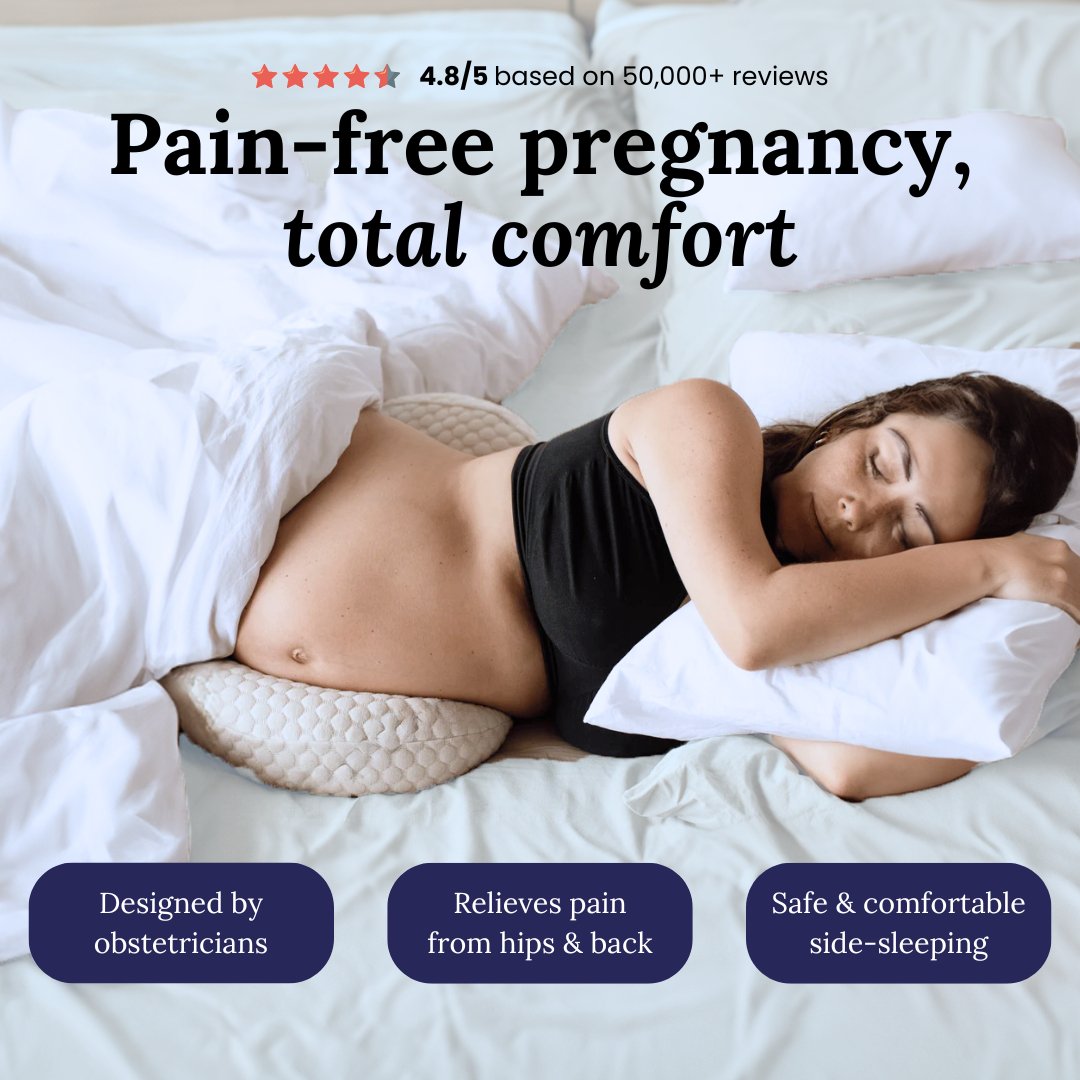 4.8/5 based on 50,000+ reviews
Pain-free pregnancy,
total comfort
Designed by
obstetricians
Relieves pain
from hips & back
Safe & comfortable
side-sleeping